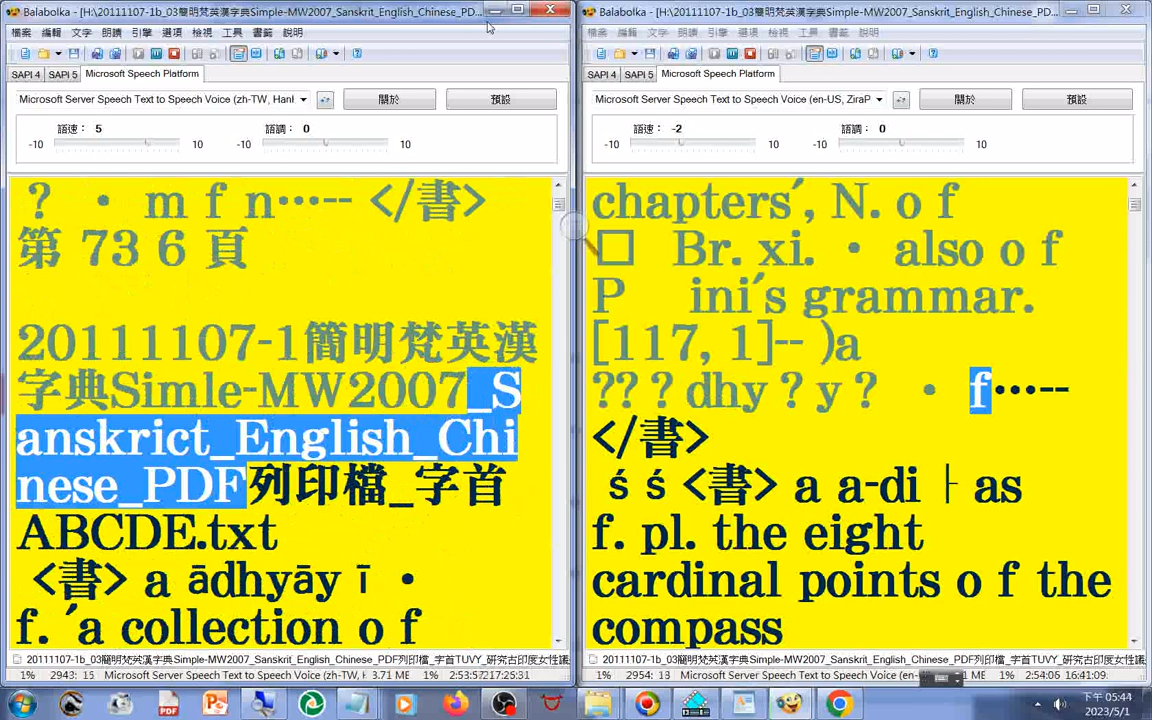 Balabolka - [H:\20111107-1b_03簡明梵英漢字典Simple-MW2007_Sanskrit_English_Chinese_PD...
檔案 編輯 文字 朗讀 引擎 選項 檢視 工具 書籤 說明
SAPI 4 SAPI 5 Microsoft Speech Platform
Microsoft Server Speech Text to Speech Voice (zh-TW, Hanl
關於 預設
語速: 5 語調: 0
-10 10 -10 10
? • m f n…-- </書>
第 73 6 頁
20111107-1簡明梵英漢
字典Simle-MW2007_S
anskrict_English_Chi
nese_PDF列印檔_字首
ABCDE.txt
<書> a ādhyāy ī •
f. ´a collection o f
20111107-1b_03簡明梵英漢字典Simple-MW2007_Sanskrit_English_Chinese_PDF列印檔_字首TUVY_研究古印度女性議
1% 2943: 15 Microsoft Server Speech Text to Speech Voice (zh-TW, H 3.71 ME 1% 2:53:57
217:25:31
Balabolka - [H:\20111107-1b_03簡明梵英漢字典Simple-MW2007_Sanskrit_English_Chinese_PD...
檔案 編輯 文字 朗讀 引擎 選項 檢視 工具 書籤 說明
SAPI 4 SAPI 5 Microsoft Speech Platform
Microsoft Server Speech Text to Speech Voice (en-US, ZiraP
關於 預設
語速: -2 語調: 0
-10 10 -10 10
chapters´, N. o f
□ Br. xi. • also o f
P ini´s grammar.
[117, 1]-- )a
?? ? dhy ? y ? • f…--
</書>
ś ś <書> a a-di├ as
f. pl. the eight
cardinal points o f the
compass
20111107-1b_03簡明梵英漢字典Simple-MW2007_Sanskrit_English_Chinese_PDF列印檔_字首TUVY_研究古印度女性議
1% 2954: 13 Microsoft Server Speech Text to Speech V 1% 2:54:06
16:41:09.
下午 05:44
2023/5/1